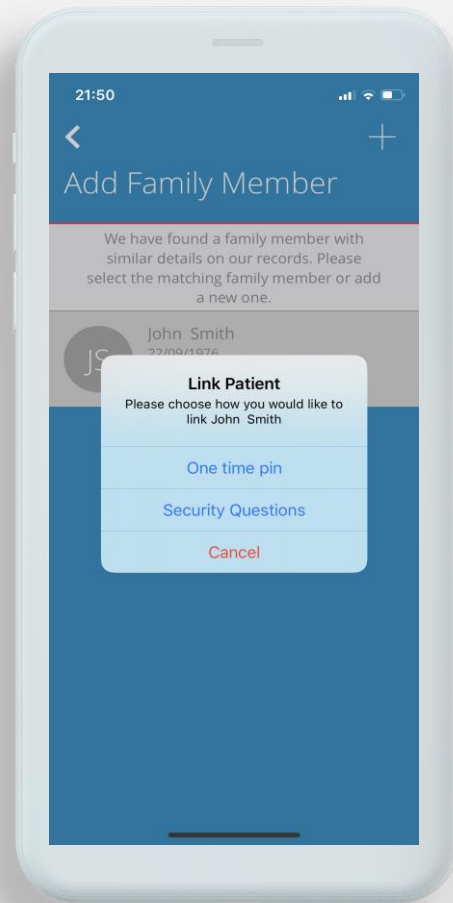 21:50
Add Family Member
We have found a family member with
similar details on our records. Please
select the matching family member or add
a new one.
John Smith
22/09/1976
JS
Link Patient
Please choose how you would like to
link John Smith
One time pin
Security Questions
Cancel